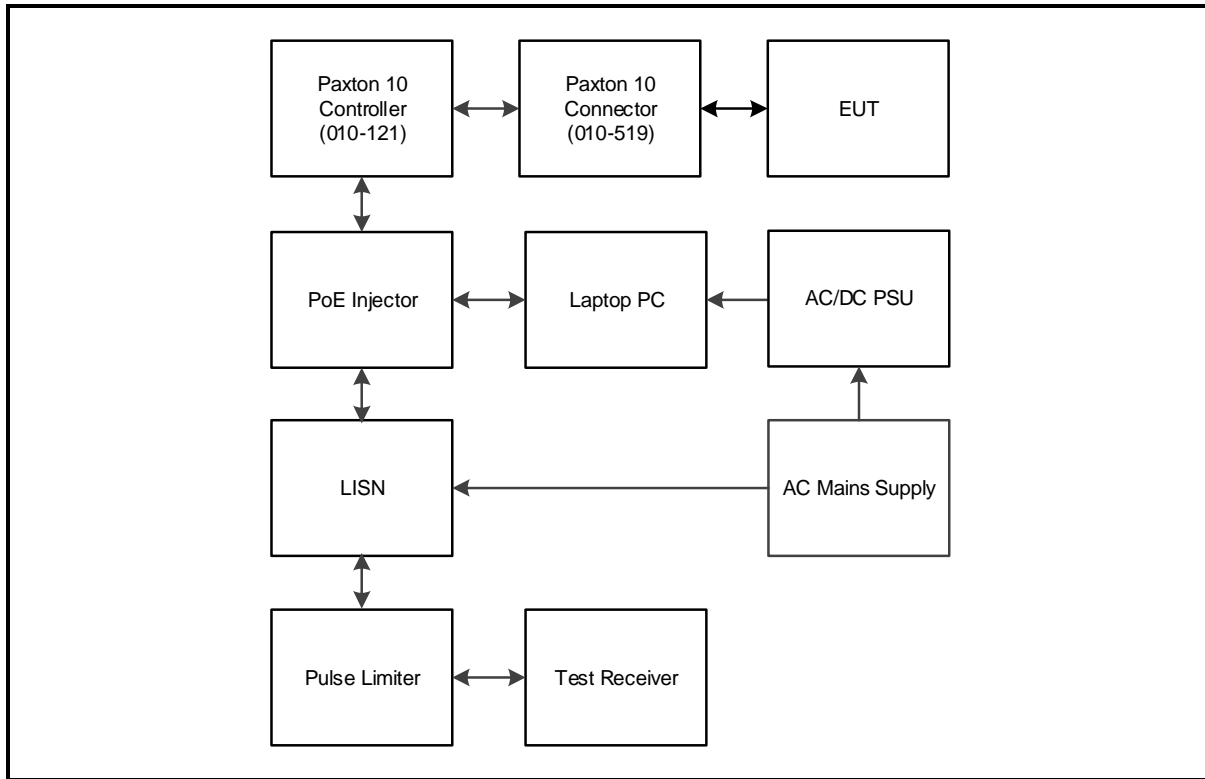 Paxton 10
Controller
(010-121)
Paxton 10
Connector
(010-519)
EUT
PoE Injector
Laptop PC
AC/DC PSU
LISN
AC Mains Supply
Pulse Limiter
Test Receiver